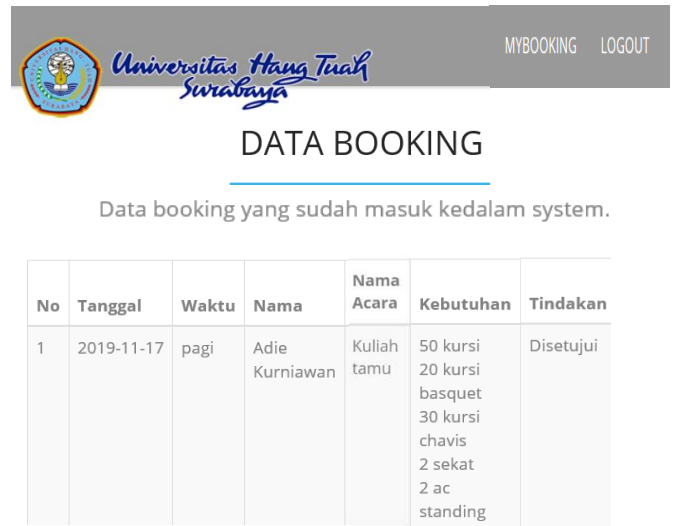 MYBOOKING LOGOUT
Universitas Hang Tuah
Surabaya
DATA BOOKING
Data booking yang sudah masuk kedalam system.
No Tanggal Waktu Nama Nama Acara Kebutuhan Tindakan
1 2019-11-17 pagi Adie Kuliah 50 kursi Disetujui
Kurniawan tamu 20 kursi
basquet
30 kursi
chavis
2 sekat
2 ac
standing